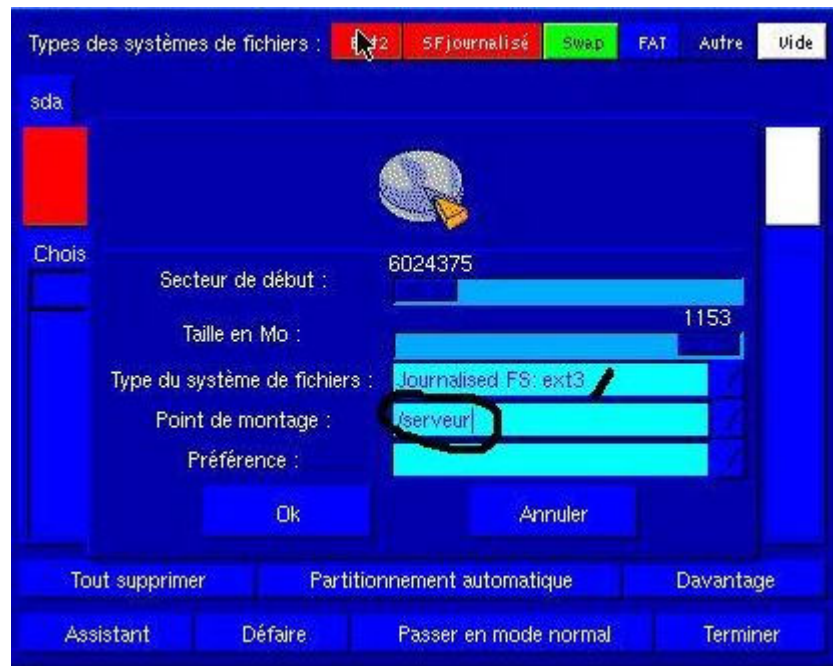 Types des systèmes de fichiers : Ext2 SFjournalisé Swap FAT Autre Vide
sda
Chois
6024375
Secteur de début :
1153
Taille en Mo :
Type du système de fichiers : Journalised FS: ext3
Point de montage : /serveur
Préférence :
Ok Annuler
Tout supprimer Partitionnement automatique Davantage
Assistant Défaire Passer en mode normal Terminer